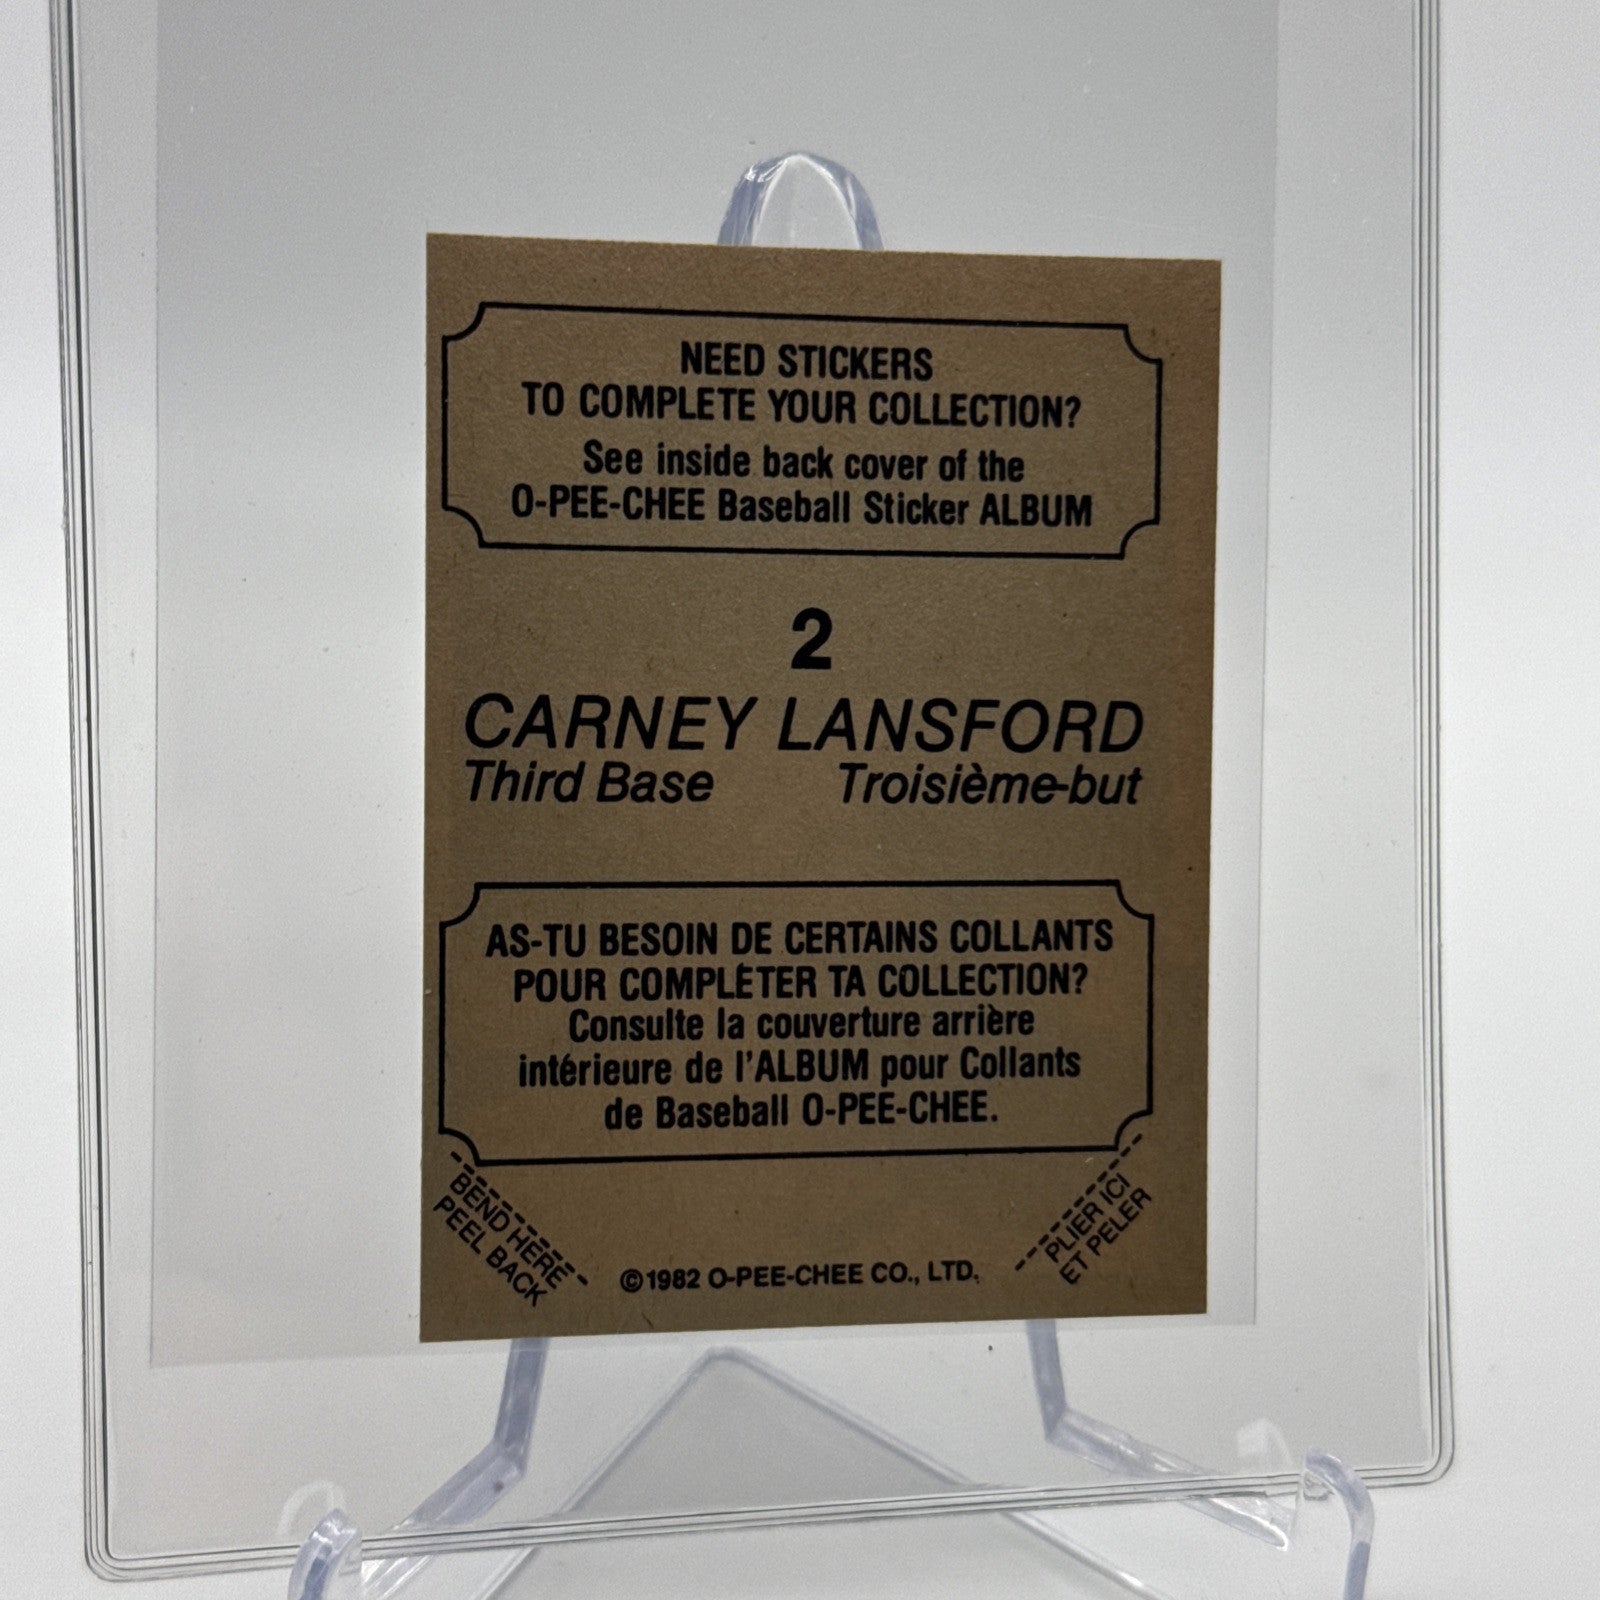 NEED STICKERS
TO COMPLETE YOUR COLLECTION?
See inside back cover of the
O-PEE-CHEE Baseball Sticker ALBUM
2
CARNEY LANSFORD
Third Base Troisième-but
AS-TU BESOIN DE CERTAINS COLLANTS
POUR COMPLÉTER TA COLLECTION?
Consulte la couverture arrière
intérieure de l'ALBUM pour Collants
de Baseball O-PEE-CHEE.
BEND HERE
PEEL BACK
©1982 O-PEE-CHEE CO., LTD.
PLIER ICI
ET PELER